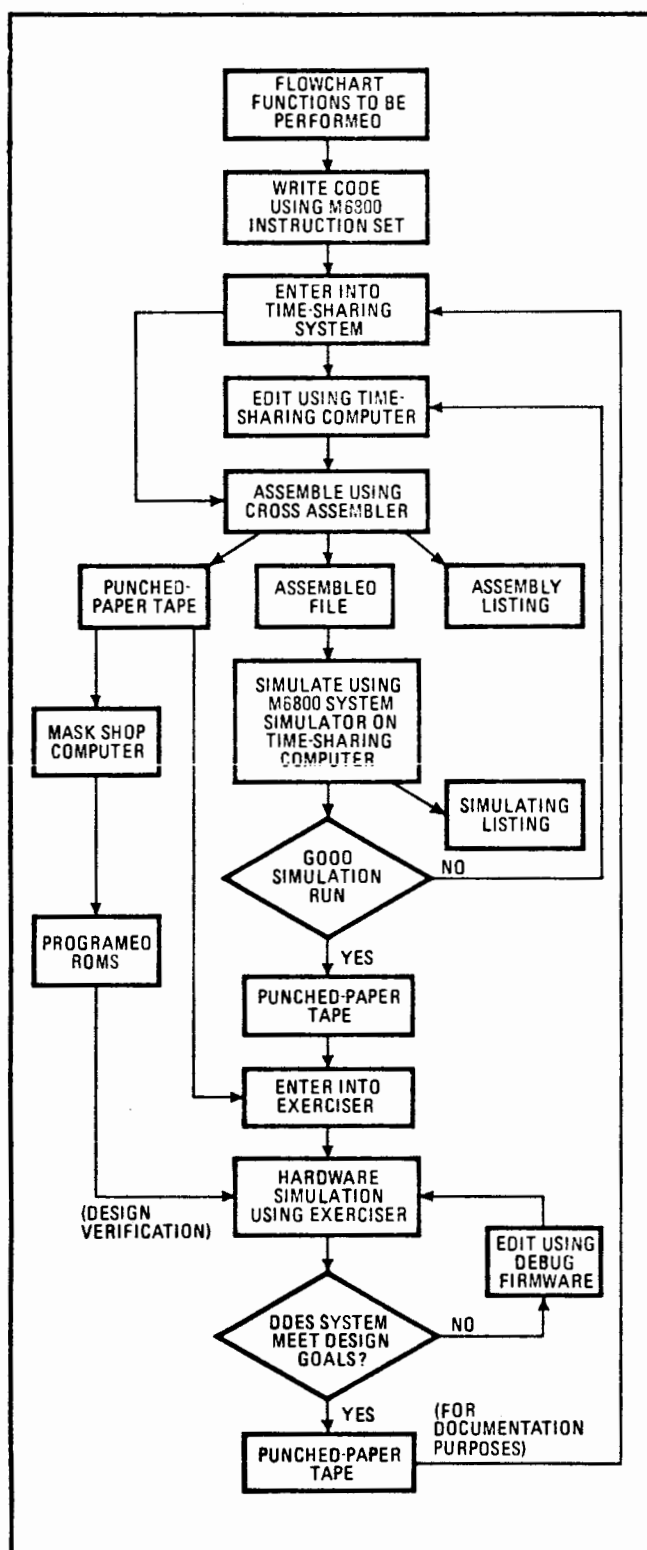 FLOWCHART
FUNCTIONS TO BE
PERFORMED
WRITE CODE
USING M6800
INSTRUCTION SET
ENTER INTO
TIME-SHARING
SYSTEM
EDIT USING TIME-
SHARING COMPUTER
ASSEMBLE USING
CROSS ASSEMBLER
PUNCHED-
PAPER TAPE
ASSEMBLED
FILE
ASSEMBLY
LISTING
MASK SHOP
COMPUTER
SIMULATE USING
M6800 SYSTEM
SIMULATOR ON
TIME-SHARING
COMPUTER
SIMULATING
LISTING
GOOD
SIMULATION
RUN
NO
PROGRAMED
ROMS
YES
PUNCHED-PAPER
TAPE
ENTER INTO
EXERCISER
HARDWARE
SIMULATION
USING EXERCISER
(DESIGN
VERIFICATION)
EDIT USING
DEBUG
FIRMWARE
DOES SYSTEM
MEET DESIGN
GOALS?
NO
YES
(FOR
DOCUMENTATION
PURPOSES)
PUNCHED-PAPER
TAPE